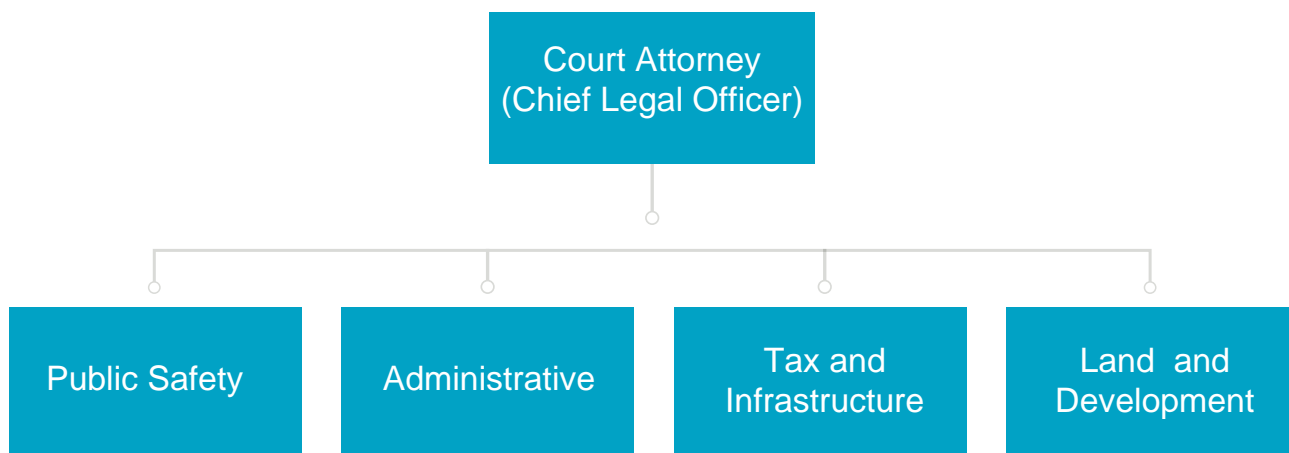 Court Attorney
(Chief Legal Officer)
Public Safety
Administrative
Tax and
Infrastructure
Land and
Development